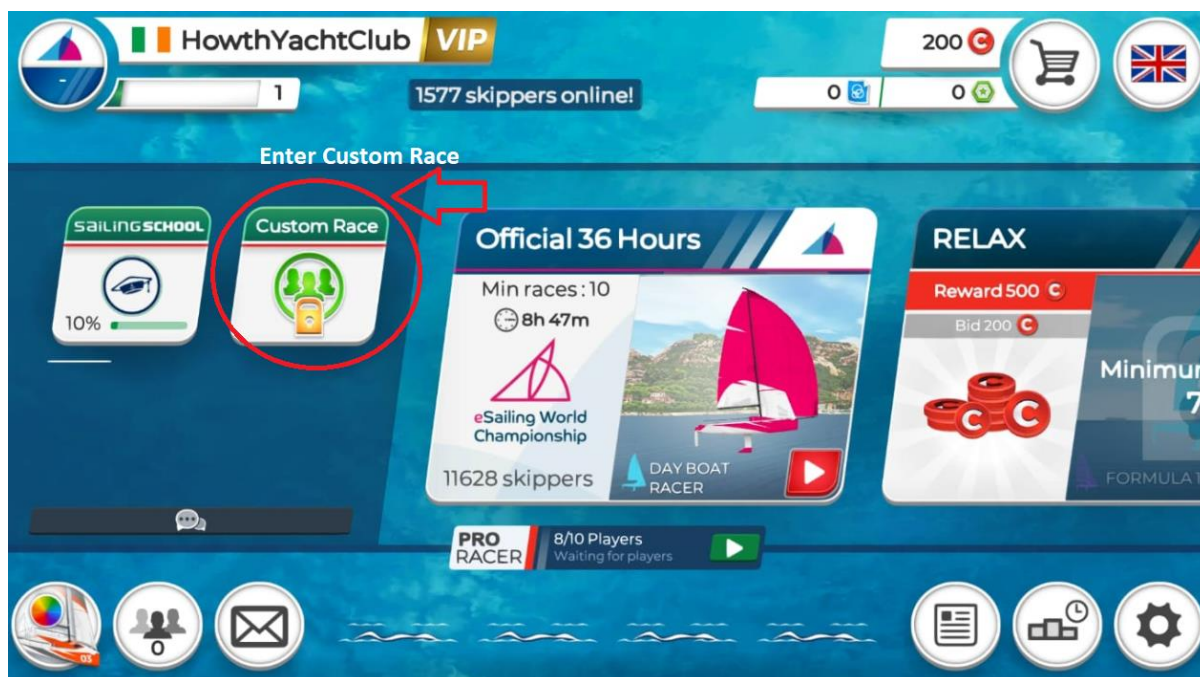 HowthYachtClub VIP
200
1
1577 skippers online!
0
0
Enter Custom Race
SaiLiNGSCHOOL
10%
Custom Race
Official 36 Hours
Min races : 10
8h 47m
eSailing World
Championship
11628 skippers
DAY BOAT
RACER
RELAX
Reward 500
Bid 200
7
PRO
RACER
8/10 Players
Waiting for players
03
0